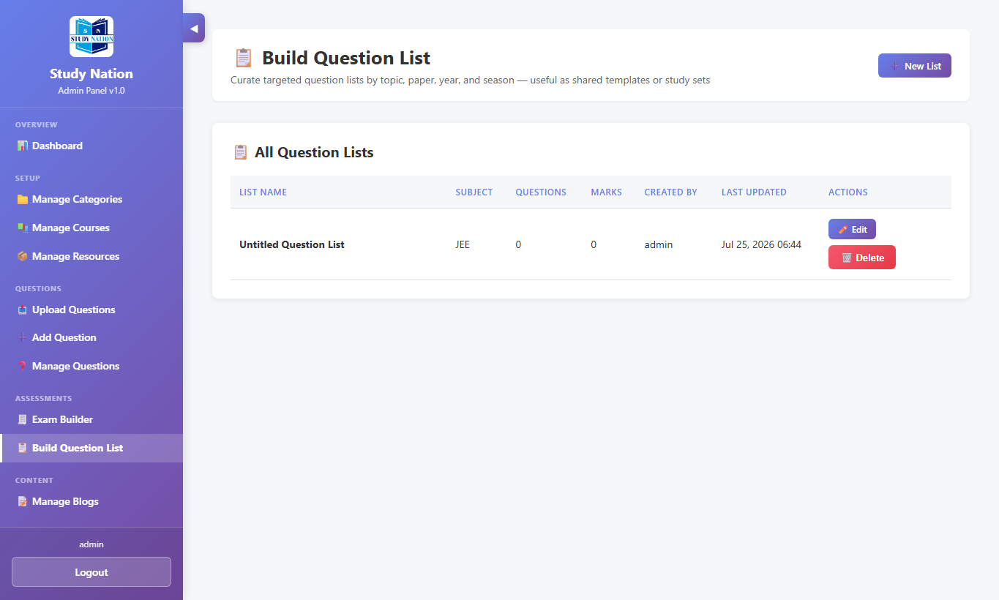 S N
STUDY NATION
Study Nation
Admin Panel v1.0
OVERVIEW
Dashboard
SETUP
Manage Categories
Manage Courses
Manage Resources
QUESTIONS
Upload Questions
Add Question
Manage Questions
ASSESSMENTS
Exam Builder
Build Question List
CONTENT
Manage Blogs
admin
Logout
Build Question List
Curate targeted question lists by topic, paper, year, and season — useful as shared templates or study sets
New List
All Question Lists
LIST NAME SUBJECT QUESTIONS MARKS CREATED BY LAST UPDATED ACTIONS
Untitled Question List JEE 0 0 admin Jul 25, 2026 06:44
Edit
Delete